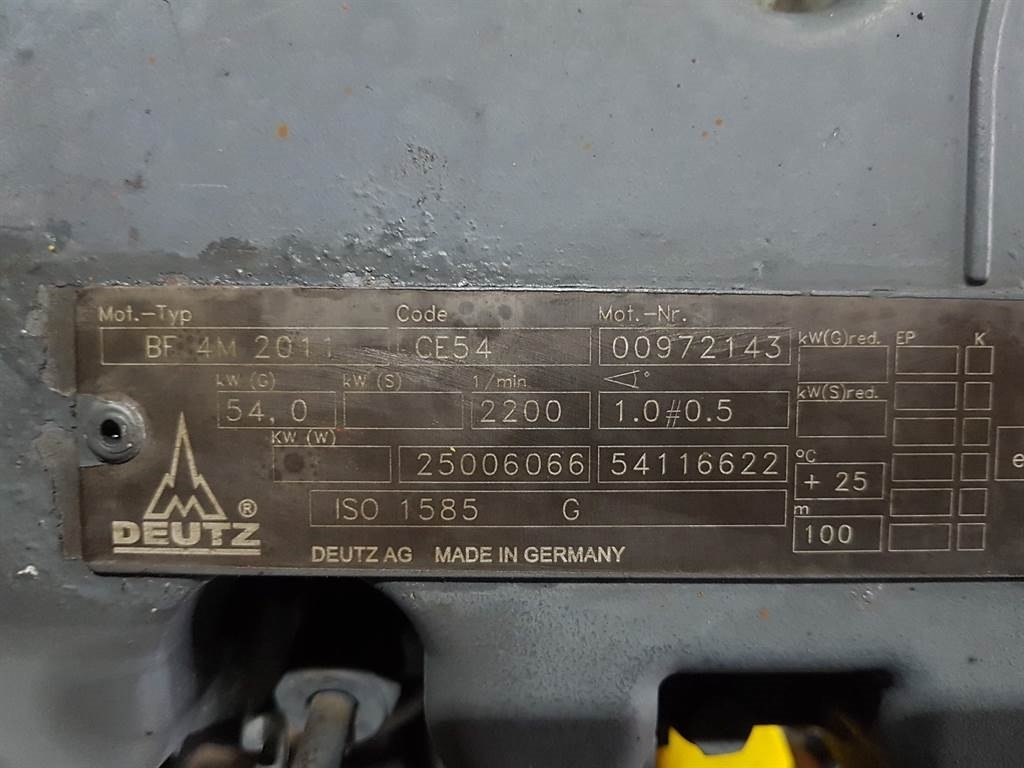 Mot.-Typ Code Mot.-Nr.
BF 4M 2011 CE54 00972143 kW(G)red. EP K
kW (G) kW (S) 1/min °
54,0 2200 1.0#0.5 kW(S)red.
KW (W)
25006066 54116622 °C
+ 25
ISO 1585 G m
100
DEUTZ ®
DEUTZ AG MADE IN GERMANY
e